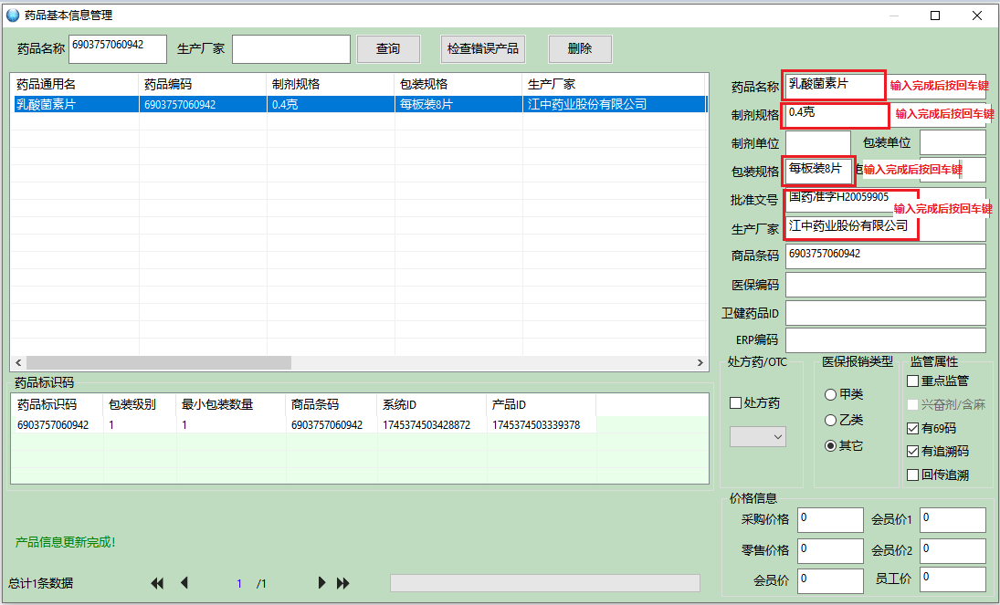 药品基本信息管理
药品名称 6903757060942 生产厂家 查询 检查错误产品 删除
药品通用名 药品编码 制剂规格 包装规格 生产厂家
乳酸菌素片 6903757060942 0.4克 每板装8片 江中药业股份有限公司
药品标识码
药品标识码 包装级别 最小包装数量 商品条码 系统ID 产品ID
6903757060942 1 1 6903757060942 1745374503428872 1745374503339378
产品信息更新完成!
总计1条数据 1 /1
药品名称 乳酸菌素片 输入完成后按回车键
制剂规格 0.4克 输入完成后按回车键
制剂单位 包装单位
包装规格 每板装8片 输入完成后按回车键
批准文号 国药准字H20059905
输入完成后按回车键
生产厂家 江中药业股份有限公司
商品条码 6903757060942
医保编码
卫健药品ID
ERP编码
处方药/OTC
处方药
医保报销类型
甲类
乙类
其它
监管属性
重点监管
兴奋剂/含麻
有69码
有追溯码
回传追溯
价格信息
采购价格 0 会员价1 0
零售价格 0 会员价2 0
会员价 0 员工价 0